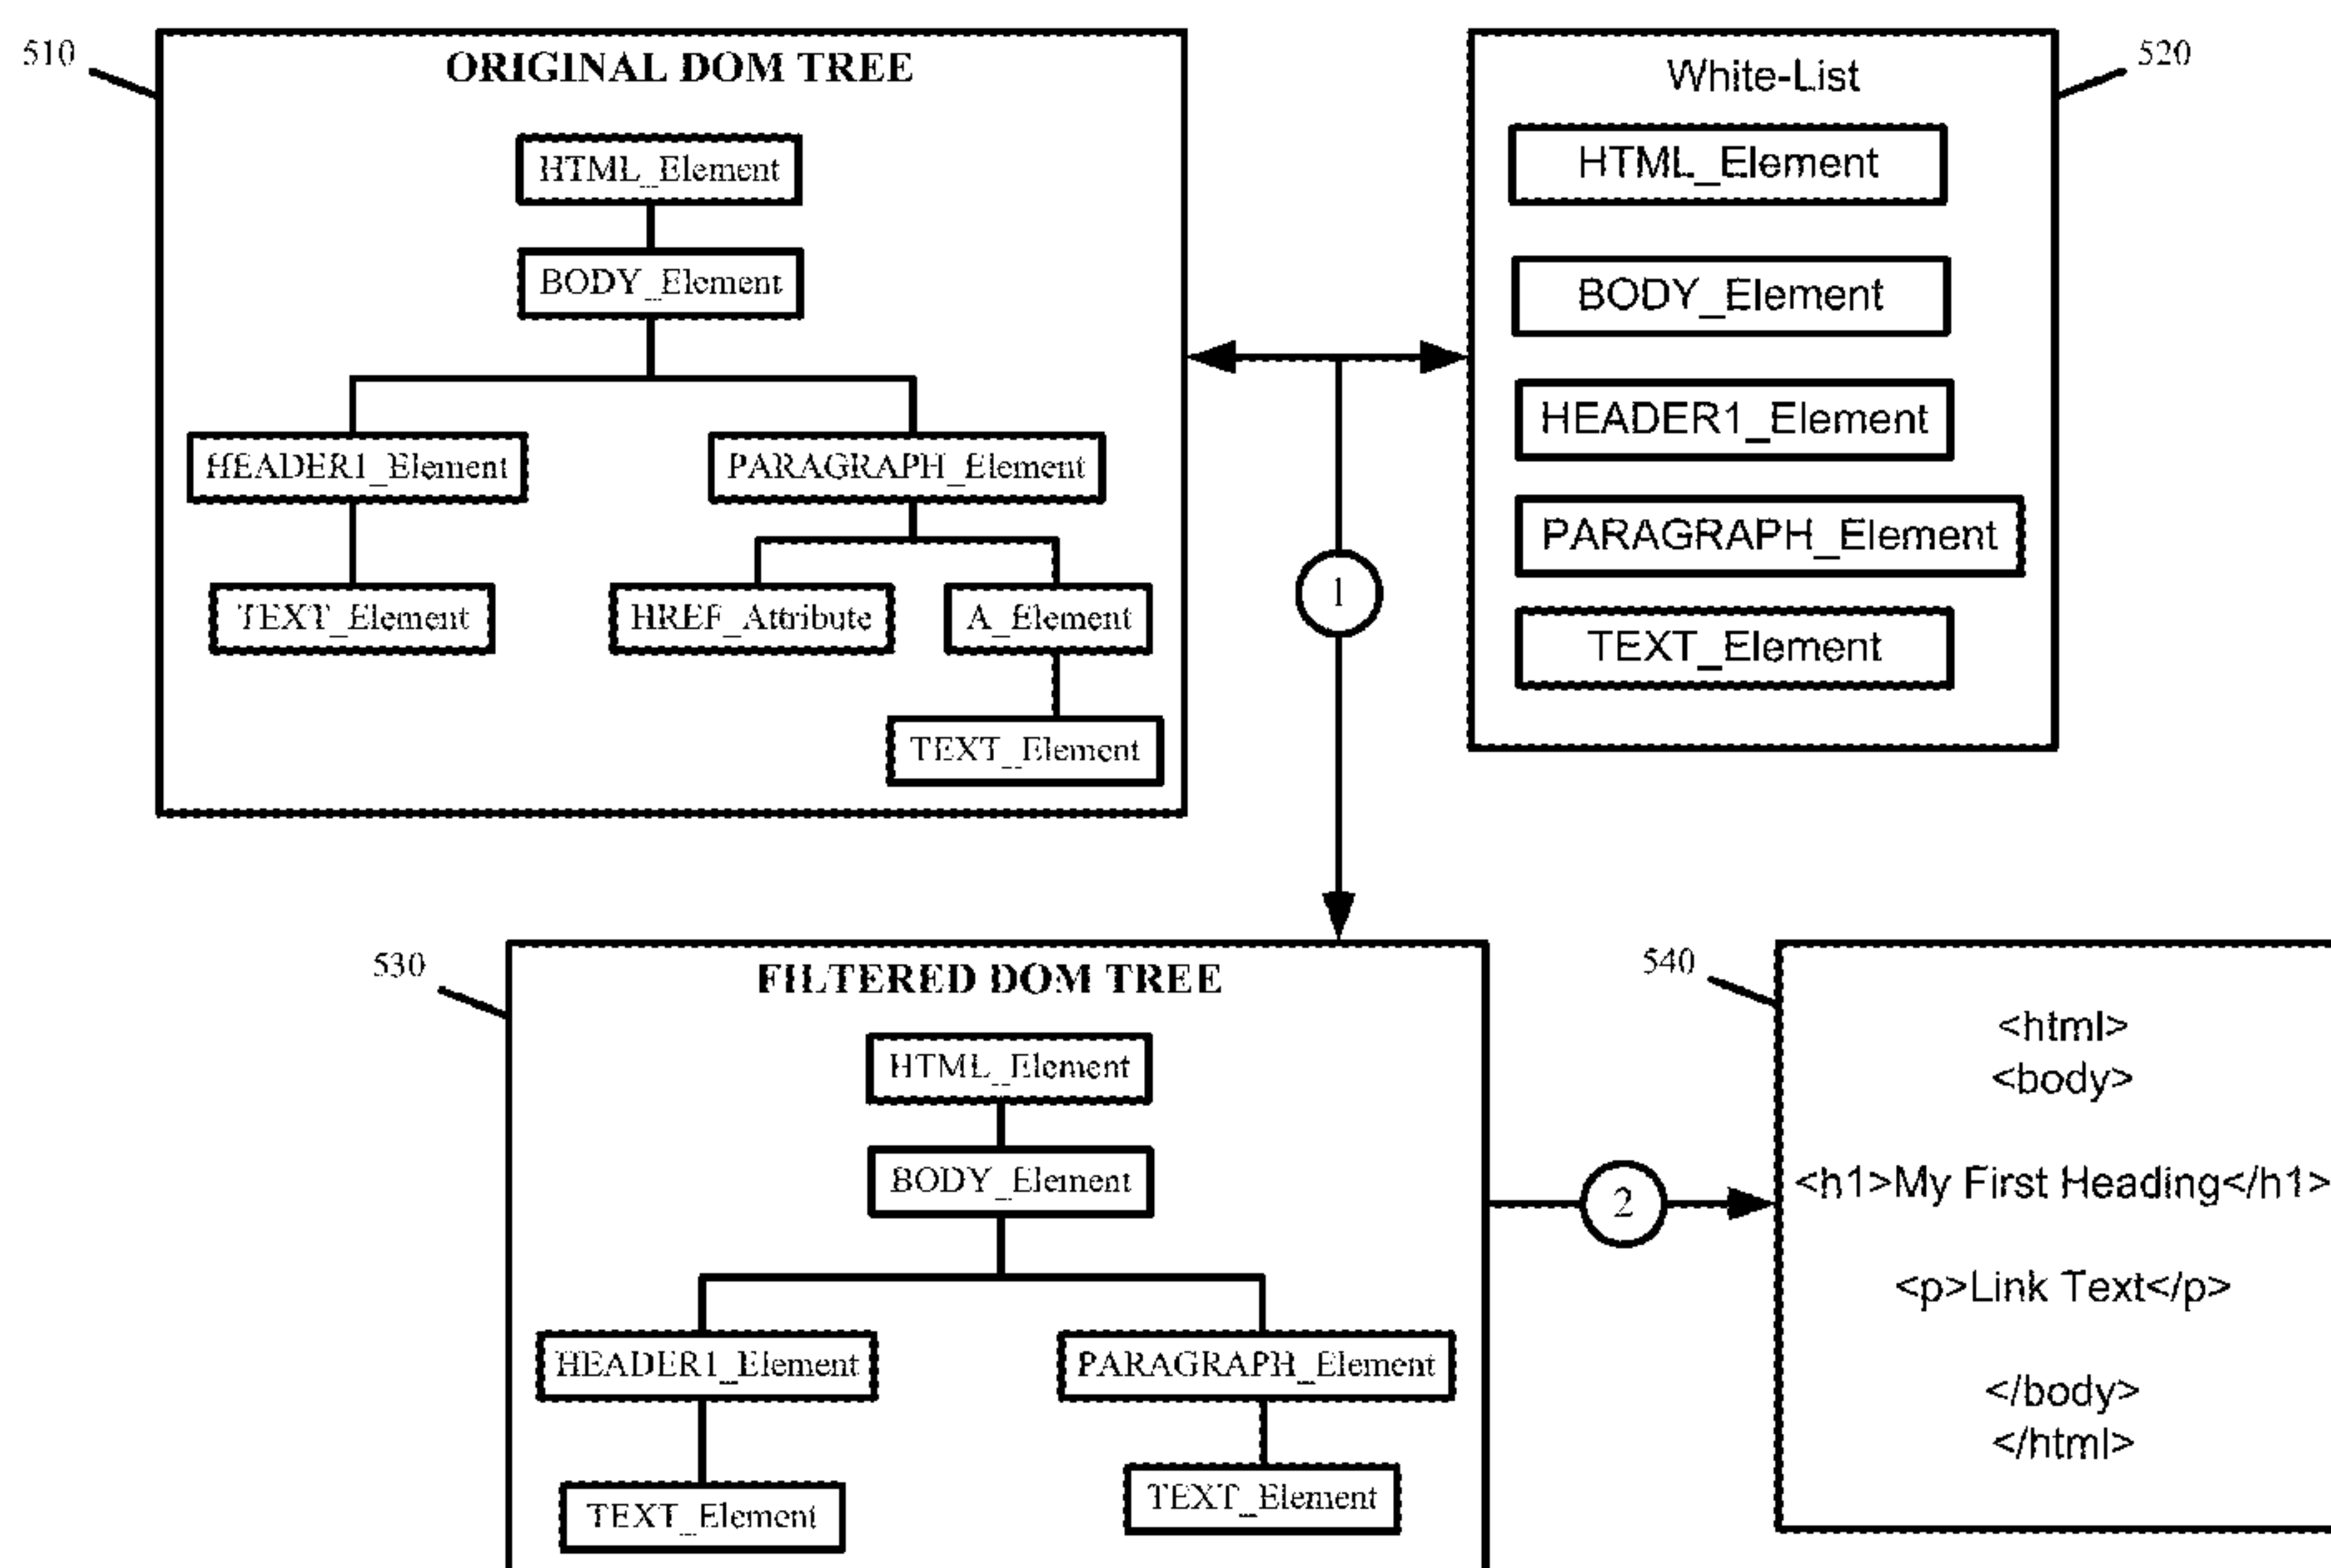 510
ORIGINAL DOM TREE
HTML_Element
BODY_Element
HEADER1_Element
PARAGRAPH_Element
TEXT_Element
HREF_Attribute
A_Element
TEXT_Element
520
White-List
HTML_Element
BODY_Element
HEADER1_Element
PARAGRAPH_Element
TEXT_Element
1
530
FILTERED DOM TREE
HTML_Element
BODY_Element
HEADER1_Element
PARAGRAPH_Element
TEXT_Element
TEXT_Element
2
540
<html>
<body>
<h1>My First Heading</h1>
<p>Link Text</p>
</body>
</html>